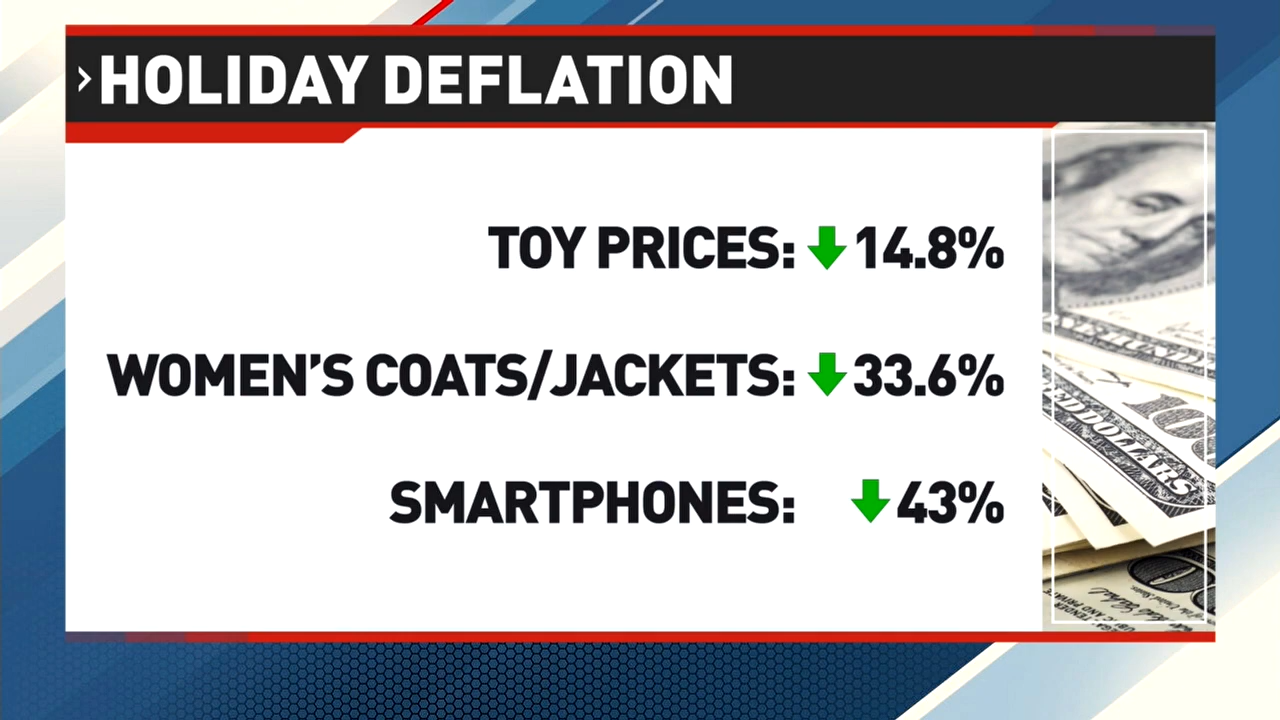 HOLIDAY DEFLATION
TOY PRICES: 14.8%
WOMEN'S COATS/JACKETS: 33.6%
SMARTPHONES: 43%